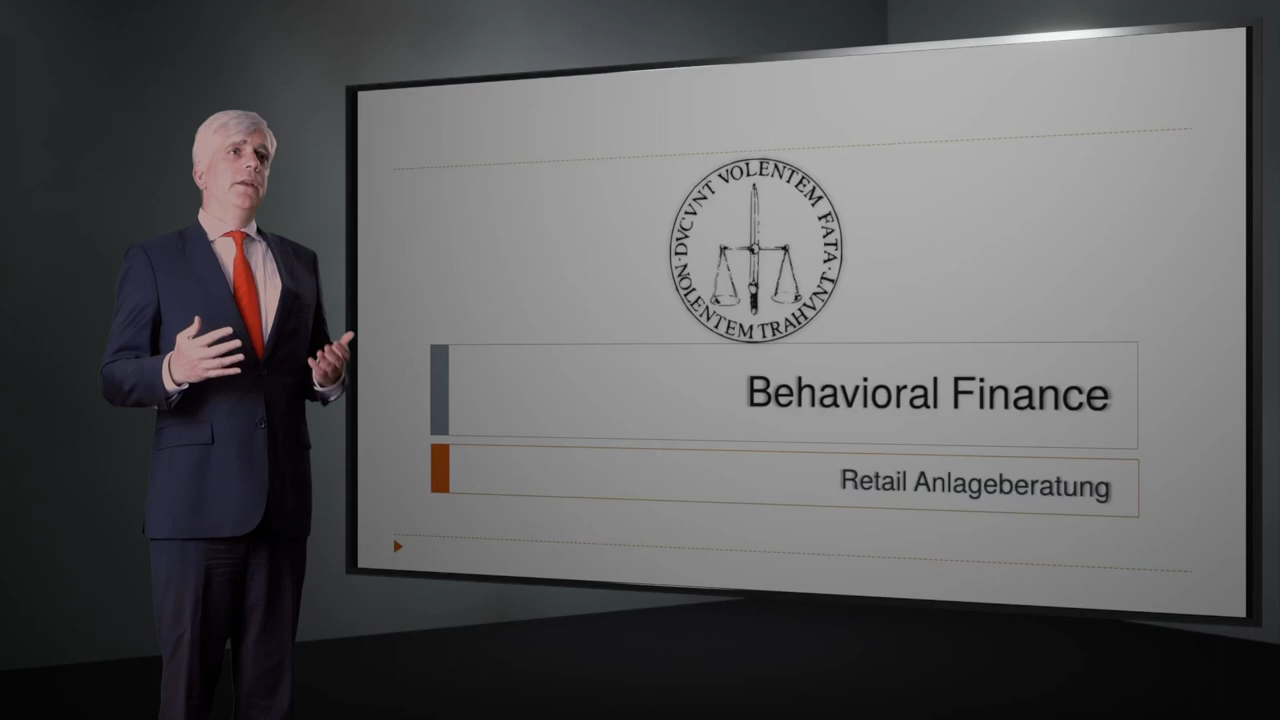 DVCVNT VOLENTEM FATA · NOLENTEM TRAHVNT ·
Behavioral Finance
Retail Anlageberatung